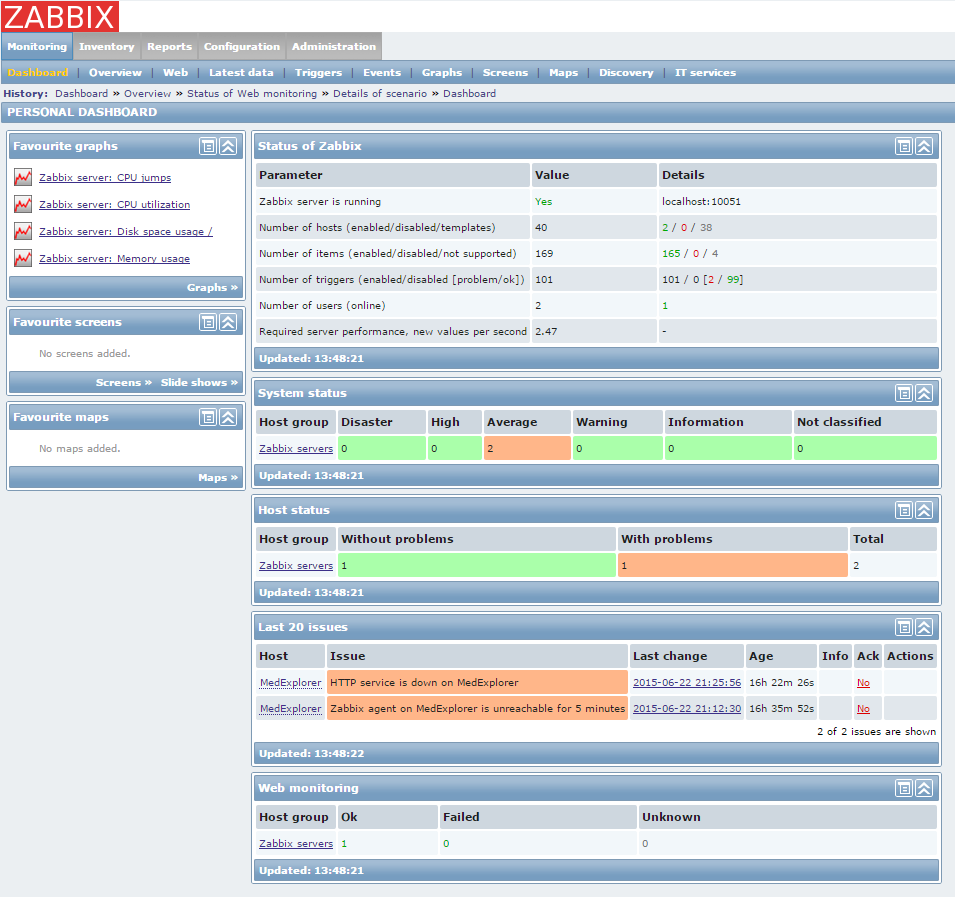 ZABBIX
Monitoring Inventory Reports Configuration Administration
Dashboard | Overview | Web | Latest data | Triggers | Events | Graphs | Screens | Maps | Discovery | IT services
History: Dashboard » Overview » Status of Web monitoring » Details of scenario » Dashboard
PERSONAL DASHBOARD
Favourite graphs
Zabbix server: CPU jumps
Zabbix server: CPU utilization
Zabbix server: Disk space usage /
Zabbix server: Memory usage
Graphs »
Favourite screens
No screens added.
Screens » Slide shows »
Favourite maps
No maps added.
Maps »
Status of Zabbix
Parameter Value Details
Zabbix server is running Yes localhost:10051
Number of hosts (enabled/disabled/templates) 40 2 / 0 / 38
Number of items (enabled/disabled/not supported) 169 165 / 0 / 4
Number of triggers (enabled/disabled [problem/ok]) 101 101 / 0 [2 / 99]
Number of users (online) 2 1
Required server performance, new values per second 2.47 -
Updated: 13:48:21
System status
Host group Disaster High Average Warning Information Not classified
Zabbix servers 0 0 2 0 0 0
Updated: 13:48:21
Host status
Host group Without problems With problems Total
Zabbix servers 1 1 2
Updated: 13:48:21
Last 20 issues
Host Issue Last change Age Info Ack Actions
MedExplorer HTTP service is down on MedExplorer 2015-06-22 21:25:56 16h 22m 26s No
MedExplorer Zabbix agent on MedExplorer is unreachable for 5 minutes 2015-06-22 21:12:30 16h 35m 52s No
2 of 2 issues are shown
Updated: 13:48:22
Web monitoring
Host group Ok Failed Unknown
Zabbix servers 1 0 0
Updated: 13:48:21